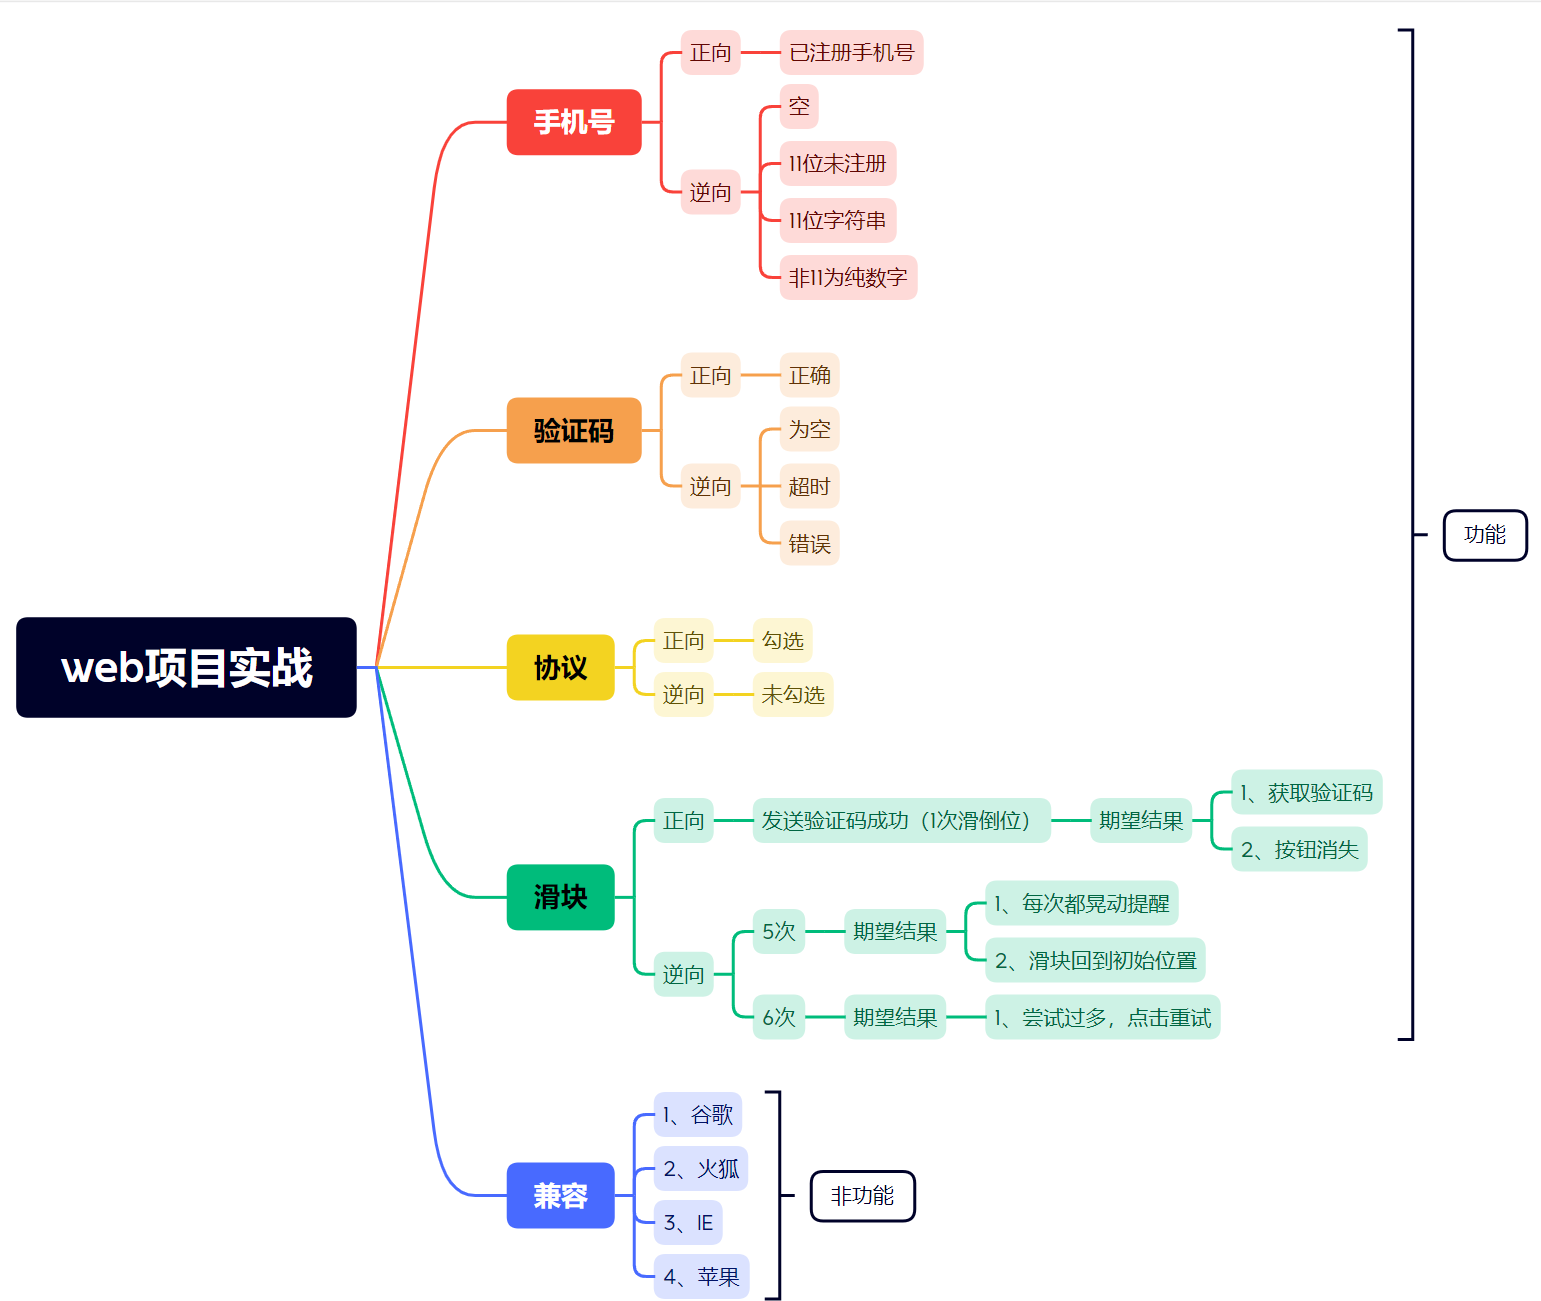 web项目实战
手机号
正向
已注册手机号
逆向
空
11位未注册
11位字符串
非11为纯数字
验证码
正向
正确
逆向
为空
超时
错误
协议
正向
勾选
逆向
未勾选
滑块
正向
发送验证码成功（1次滑倒位）
期望结果
1、获取验证码
2、按钮消失
逆向
5次
期望结果
1、每次都晃动提醒
2、滑块回到初始位置
6次
期望结果
1、尝试过多，点击重试
功能
兼容
1、谷歌
2、火狐
3、IE
4、苹果
非功能